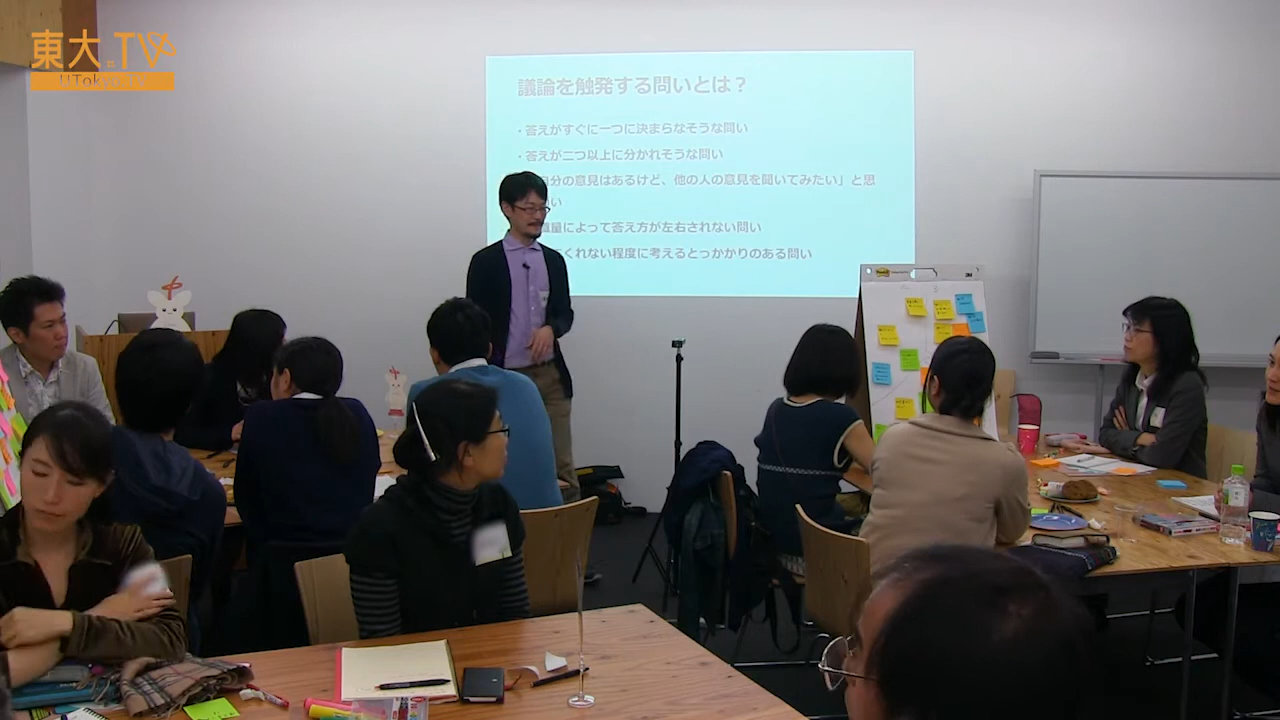 東大TV
UTokyo TV
議論を触発する問いとは?
・答えがすぐに一つに決まらなそうな問い
・答えが二つ以上に分かれそうな問い
自分の意見はあるけど、他の人の意見を聞いてみたい」と思
い
量によって答え方が左右されない問い
くれない程度に考えるとっかかりのある問い